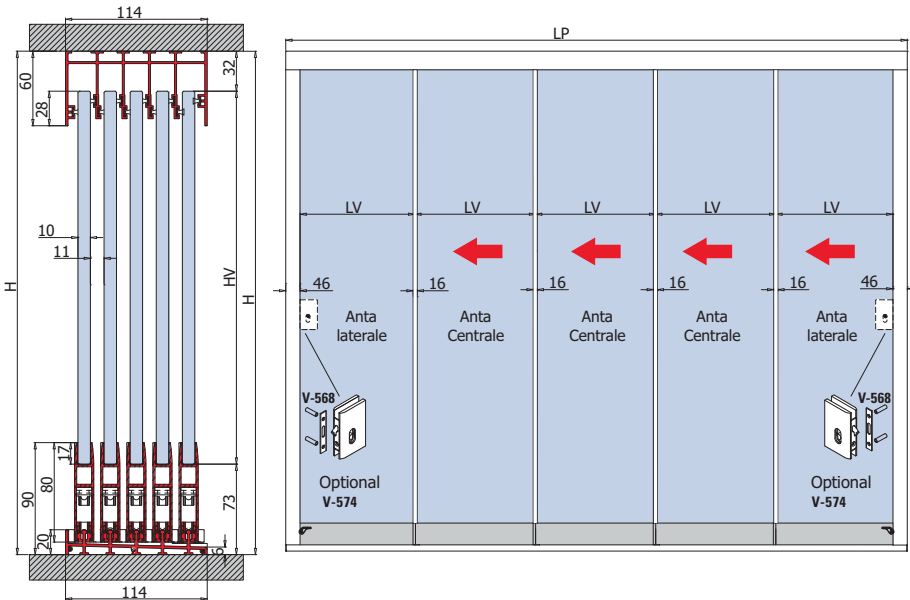 114
LP
60
32
28
LV
LV
LV
LV
LV
10
11
H
HV
H
46
16
16
16
16
46
Anta
laterale
Anta
Centrale
Anta
Centrale
Anta
Centrale
Anta
laterale
V-568
V-568
17
80
90
73
Optional
V-574
Optional
V-574
20
6
114